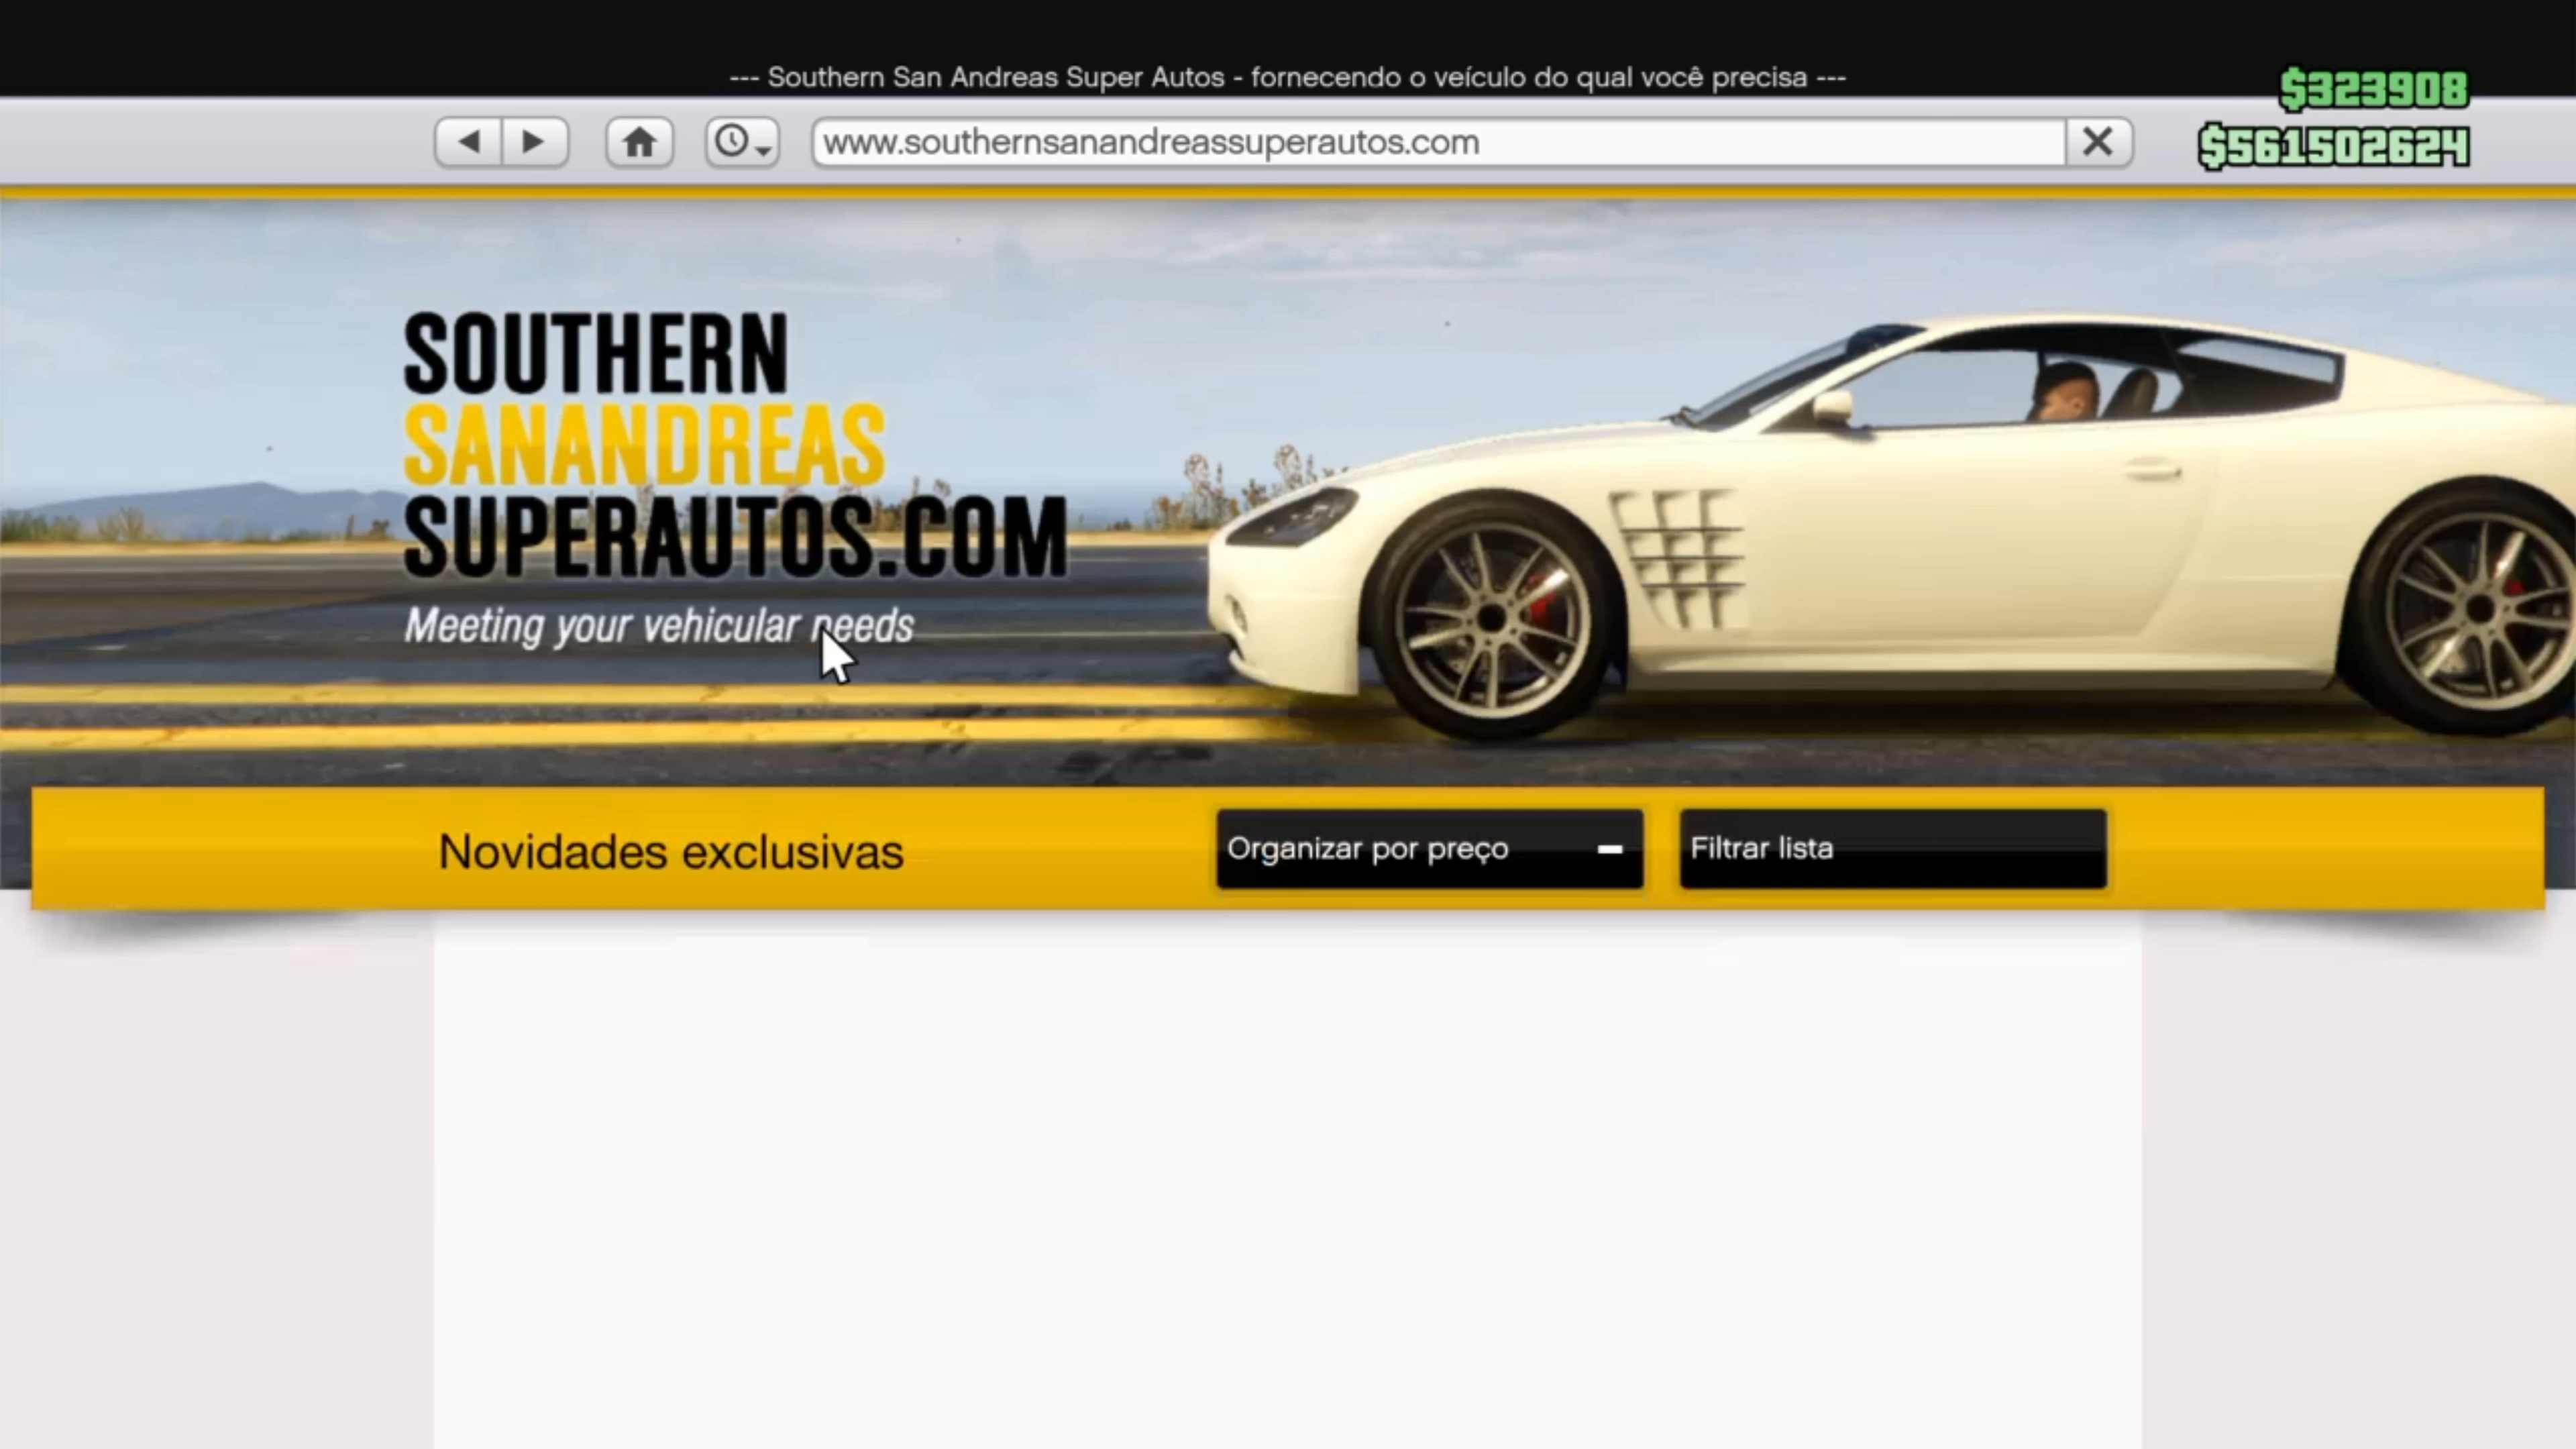 --- Southern San Andreas Super Autos - fornecendo o veículo do qual você precisa ---
$323908
www.southernsanandreassuperautos.com
$561502624
SOUTHERN
SANANDREAS
SUPERAUTOS.COM
Meeting your vehicular needs
Novidades exclusivas
Organizar por preço
Filtrar lista